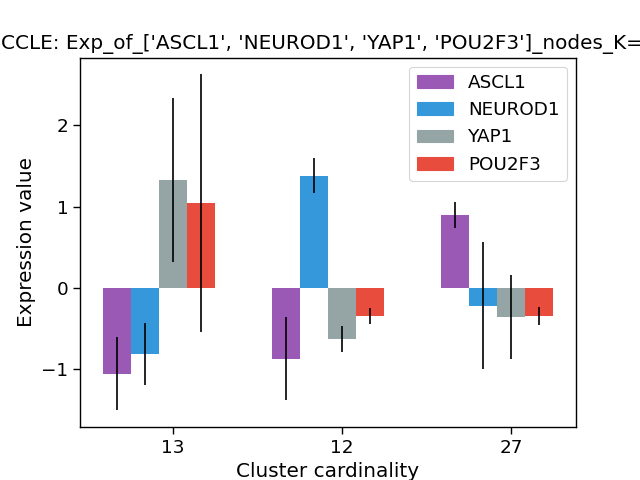 CCLE: Exp_of_['ASCL1', 'NEUROD1', 'YAP1', 'POU2F3']_nodes_K=
ASCL1
NEUROD1
YAP1
POU2F3
Expression value
2
1
0
−1
13
12
27
Cluster cardinality